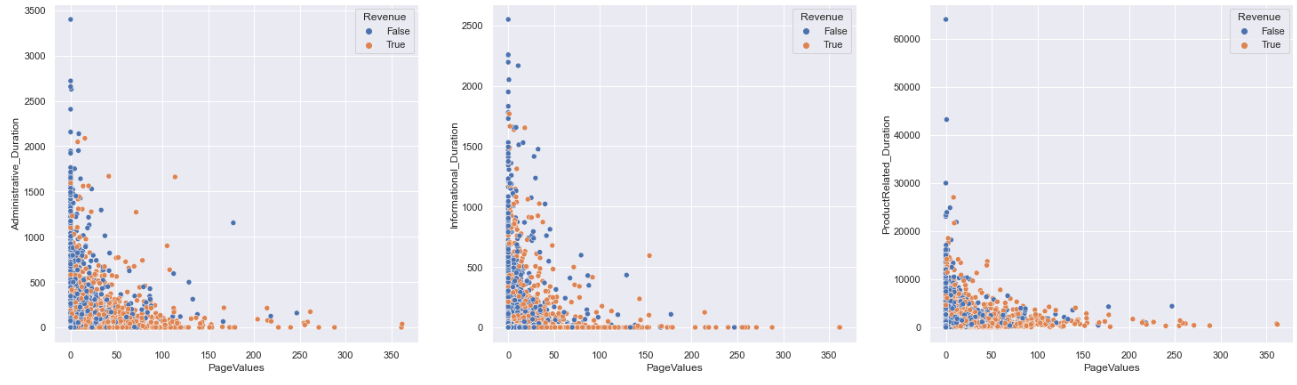 Revenue
False
True
3500
3000
2500
2000
1500
1000
500
0
Administrative_Duration
0 50 100 150 200 250 300 350
PageValues
Revenue
False
True
2500
2000
1500
1000
500
0
Informational_Duration
0 50 100 150 200 250 300 350
PageValues
Revenue
False
True
60000
50000
40000
30000
20000
10000
0
ProductRelated_Duration
0 50 100 150 200 250 300 350
PageValues